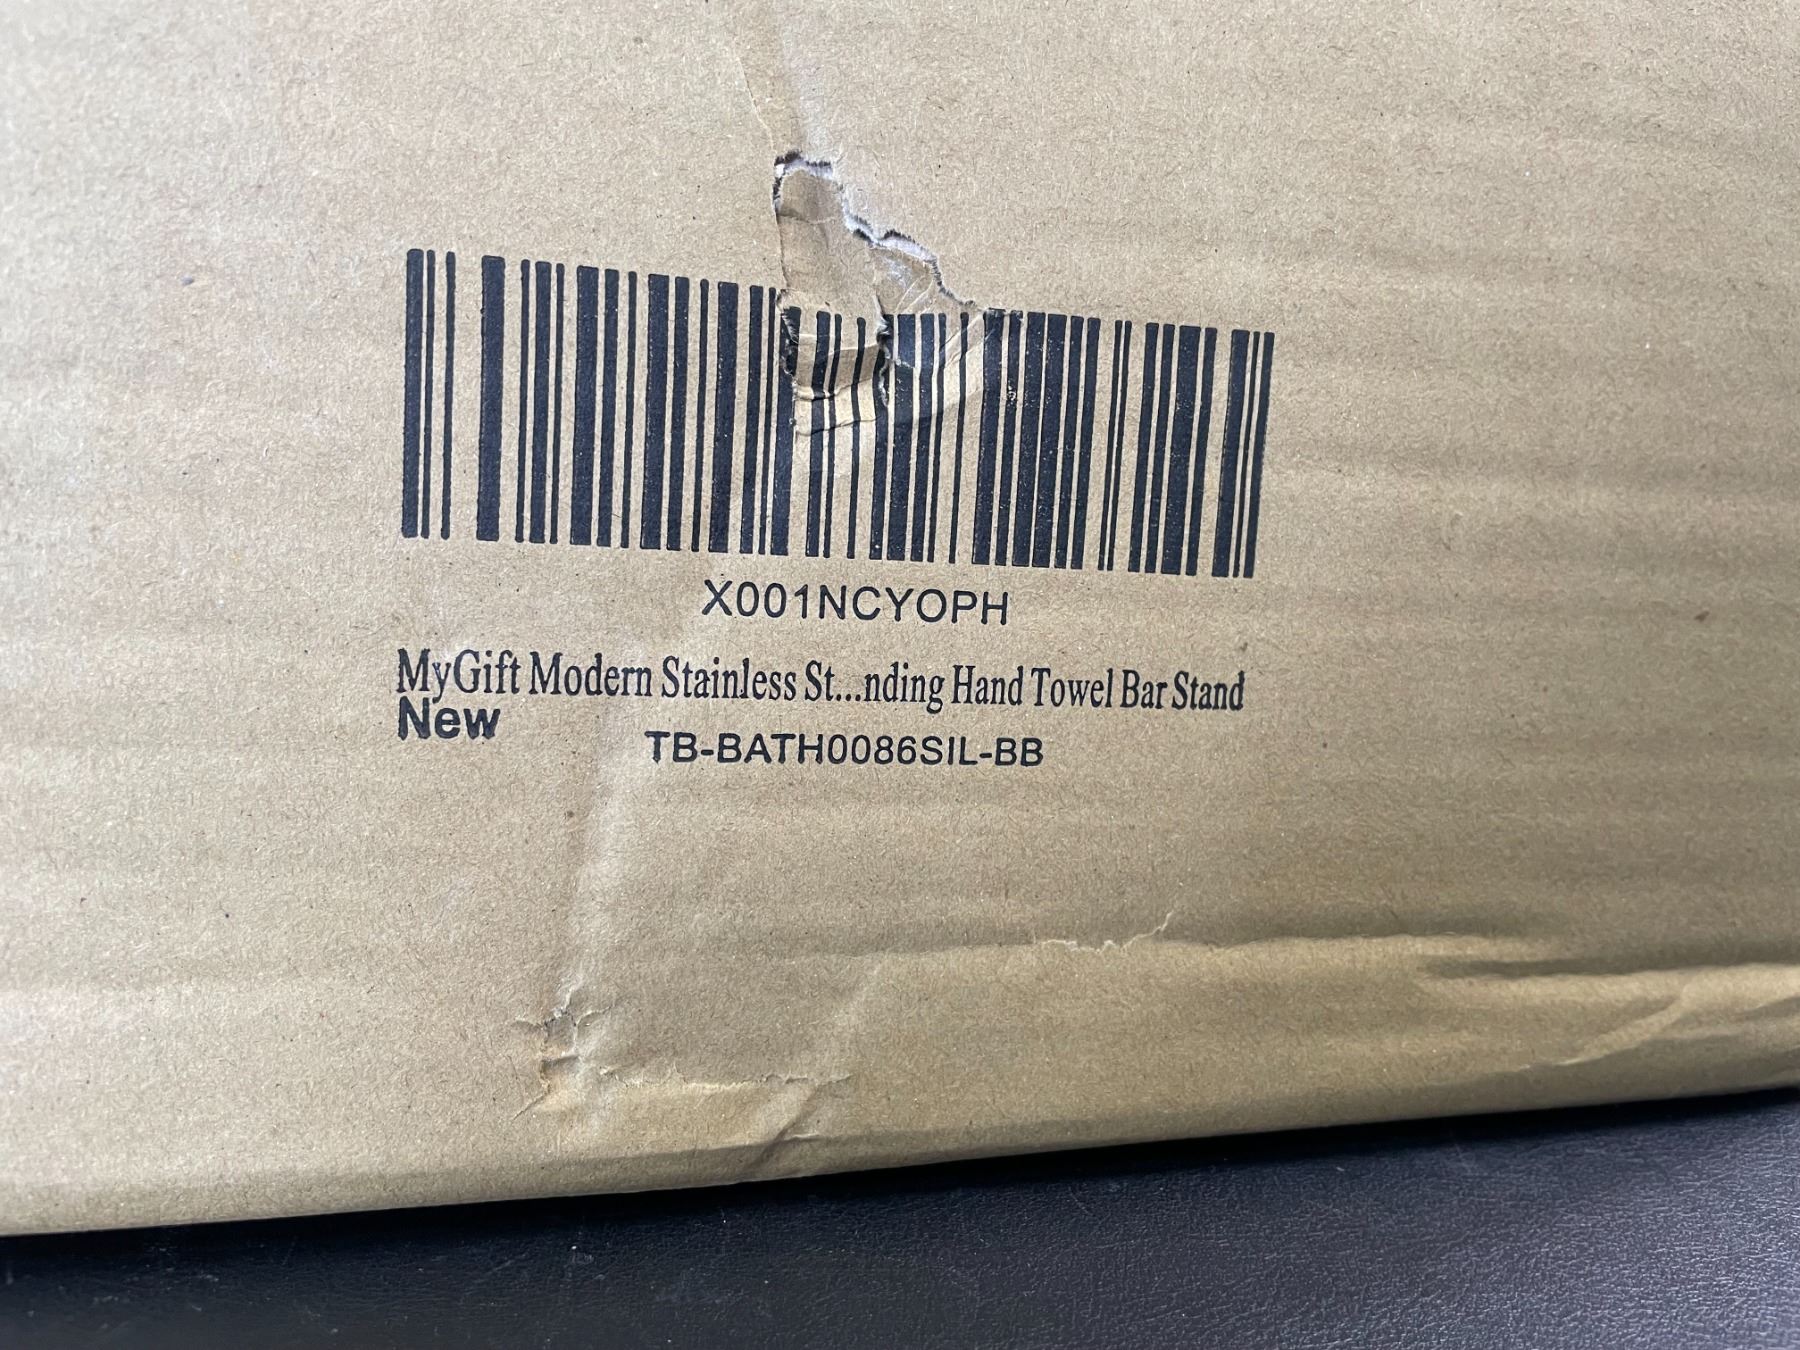 X001NCYOPH
MyGift Modern Stainless St...nding Hand Towel Bar Stand
New
TB-BATH0086SIL-BB